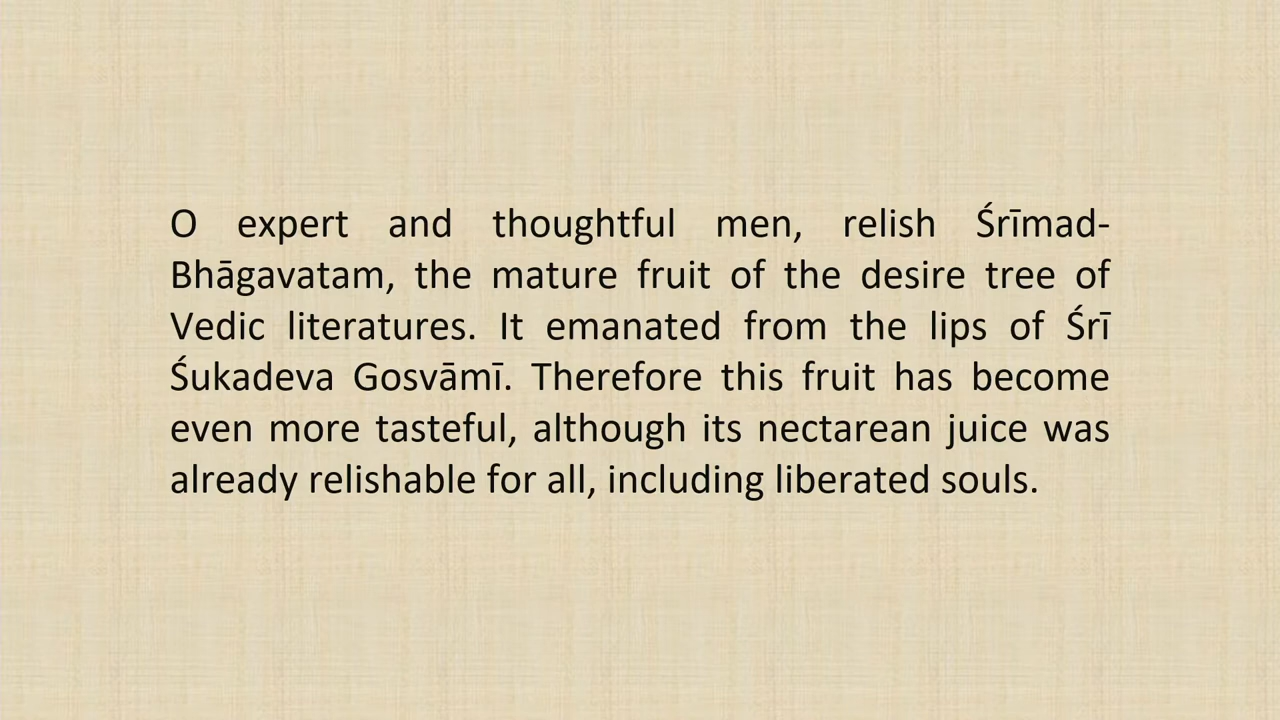 O expert and thoughtful men, relish Śrīmad-
Bhāgavatam, the mature fruit of the desire tree of
Vedic literatures. It emanated from the lips of Śrī
Śukadeva Gosvāmī. Therefore this fruit has become
even more tasteful, although its nectarean juice was
already relishable for all, including liberated souls.